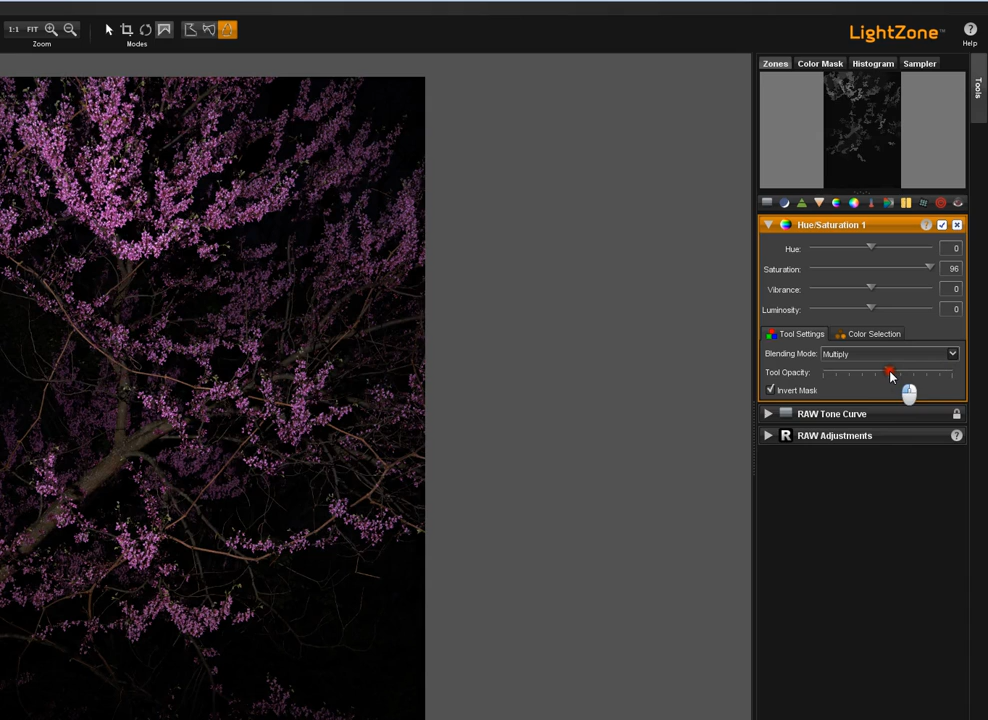 1:1 FIT
Zoom
Modes
LightZone™
Help
Zones Color Mask Histogram Sampler
Tools
Hue/Saturation 1 ?
Hue: 0
Saturation: 96
Vibrance: 0
Luminosity: 0
Tool Settings Color Selection
Blending Mode: Multiply
Tool Opacity:
Invert Mask
RAW Tone Curve
R RAW Adjustments ?